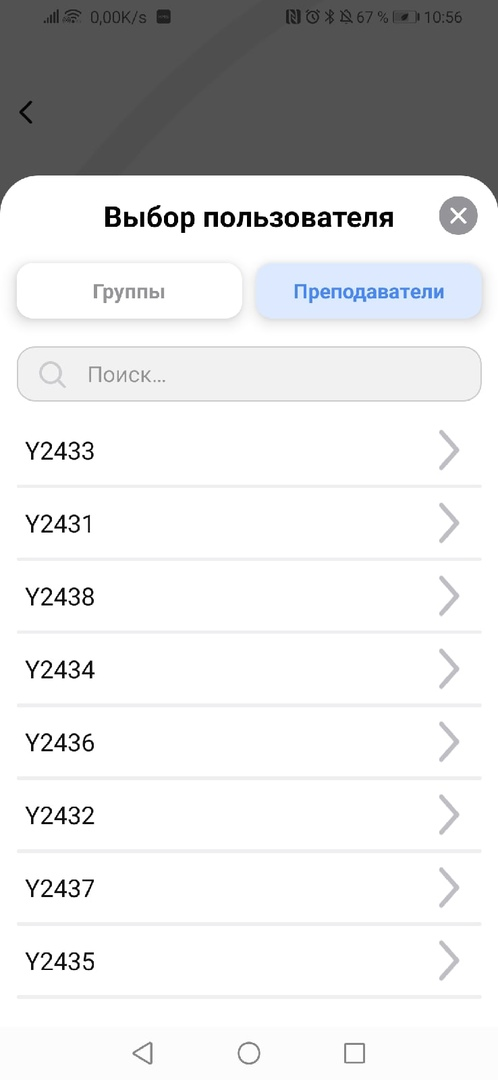 0,00K/s 67 % 10:56
Выбор пользователя
Группы Преподаватели
Поиск...
Y2433
Y2431
Y2438
Y2434
Y2436
Y2432
Y2437
Y2435